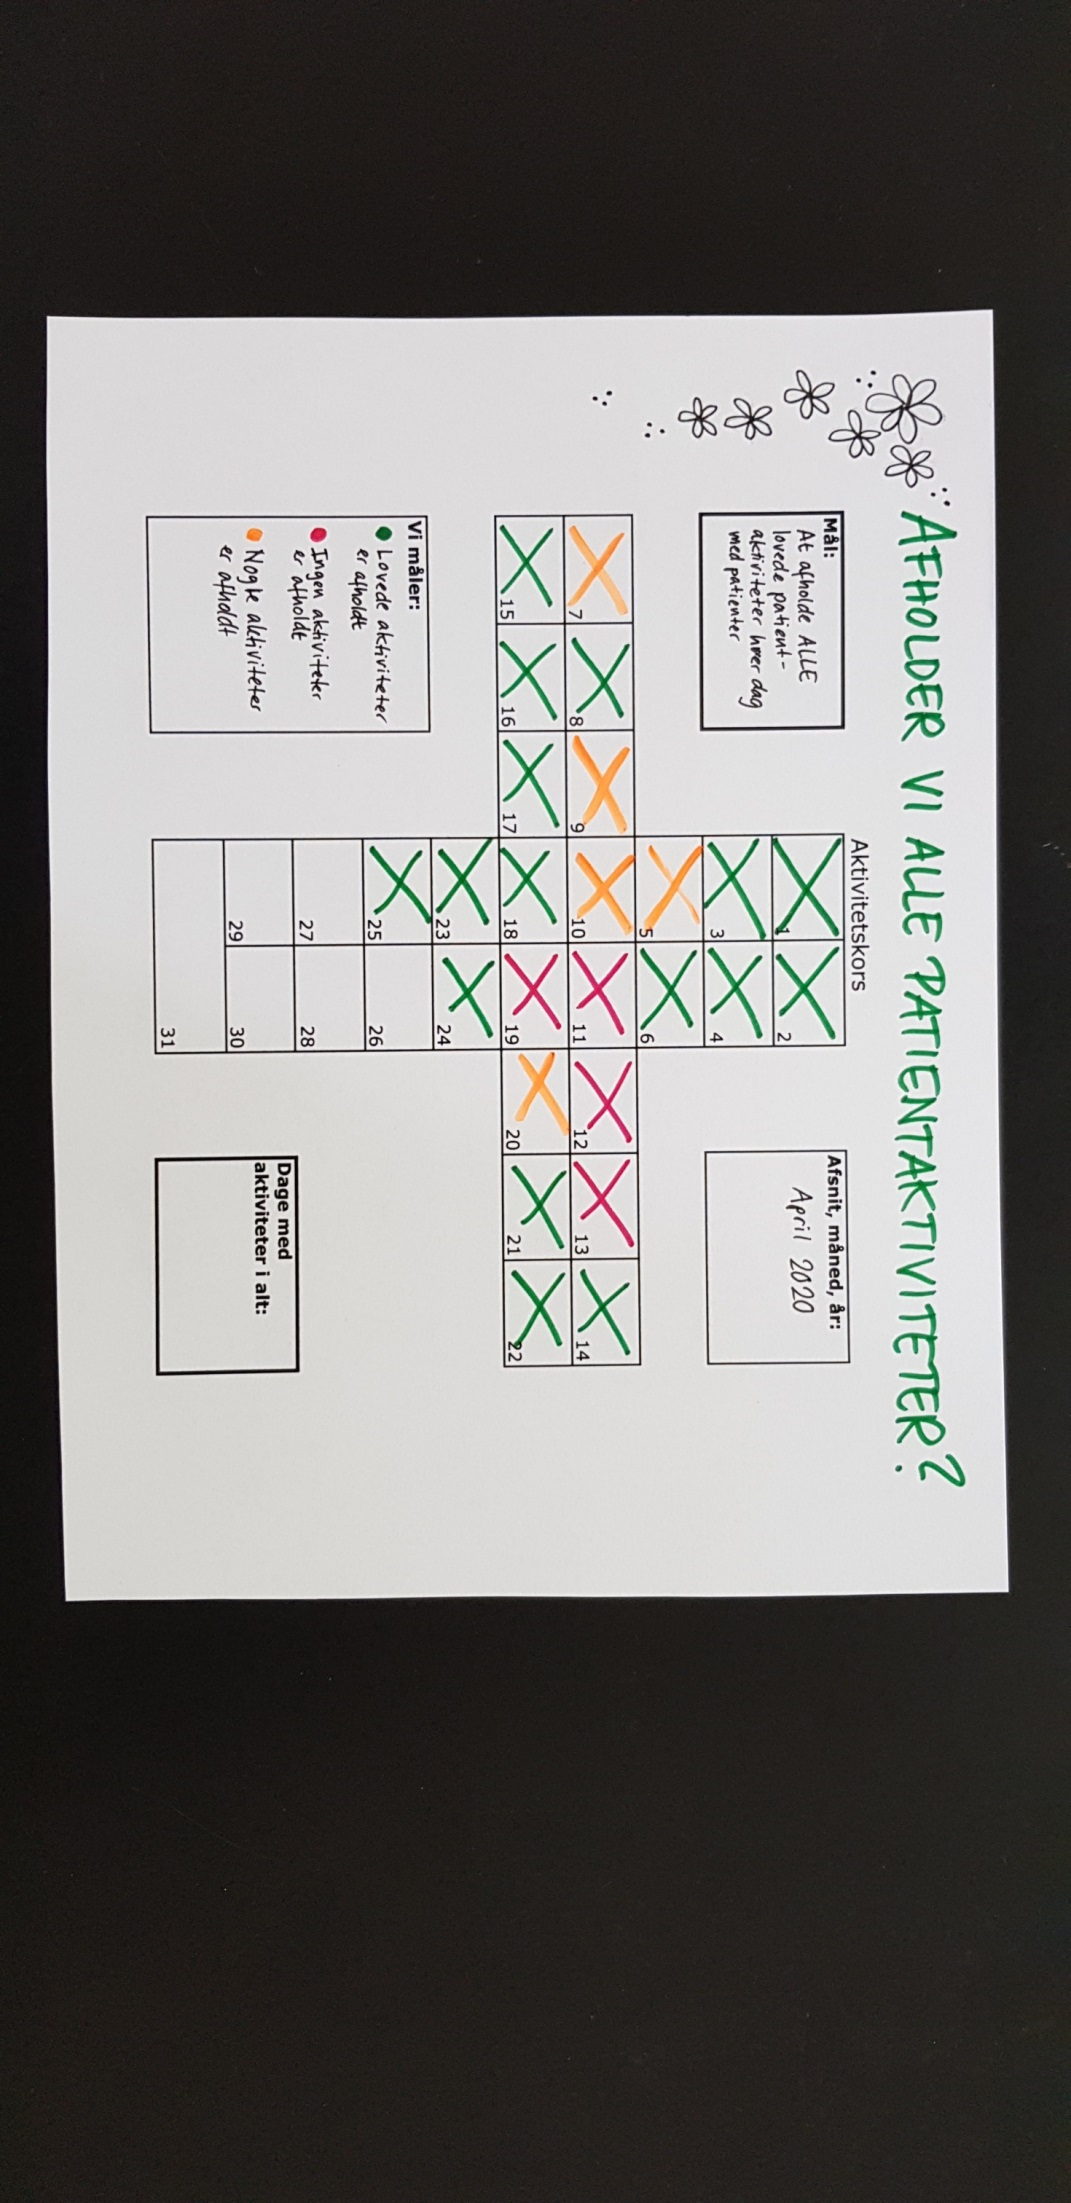 AFHOLDER VI ALLE PATIENTAKTIVITETER?
Mål:
At afholde ALLE
lovede patient-
aktiviteter hver dag
med patienter
Aktivitetskors
Afsnit, måned, år:
April 2020
1 2
3 4
5 6
7 8 9 10 11 12 13 14
15 16 17 18 19 20 21 22
23 24
25 26
27 28
29 30
31
Vi måler:
Lovede aktiviteter
er afholdt
Ingen aktiviteter
er afholdt
Nogle aktiviteter
er afholdt
Dage med
aktiviteter i alt: